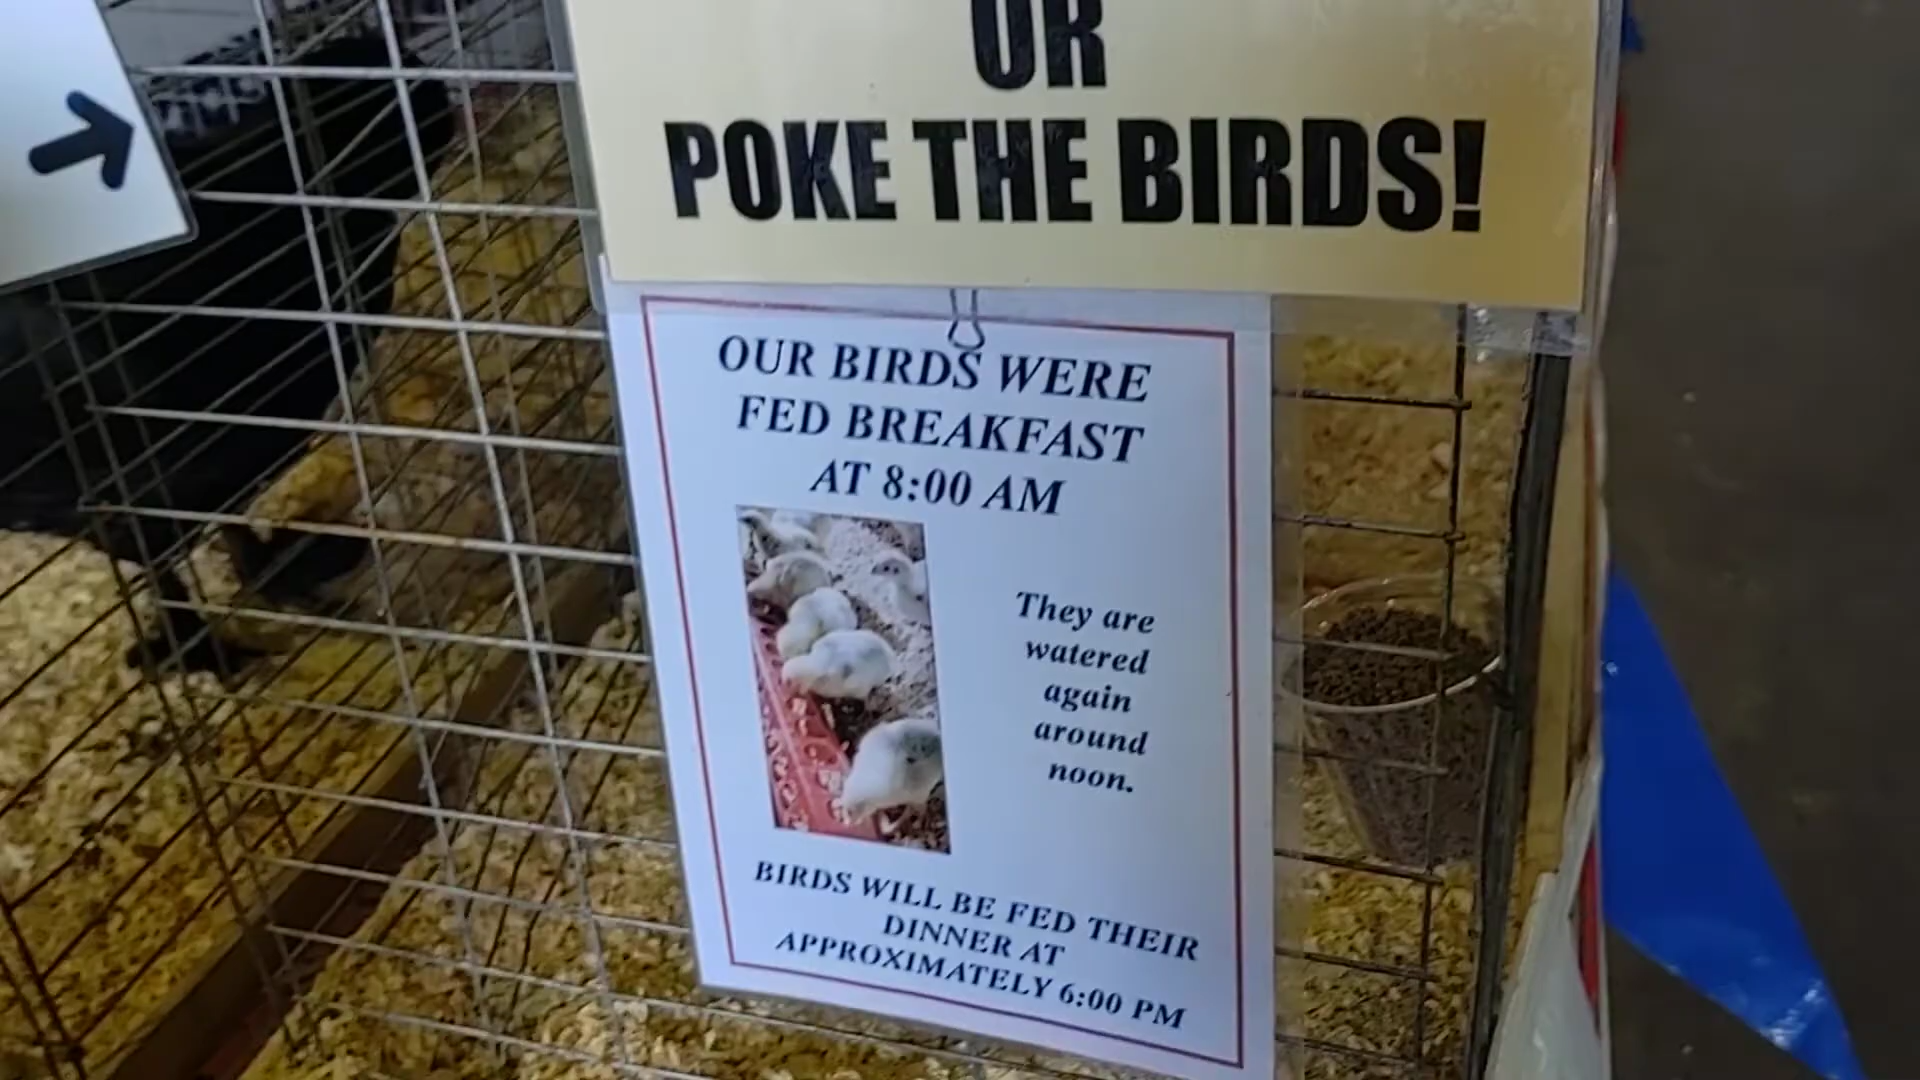 OR
POKE THE BIRDS!
OUR BIRDS WERE
FED BREAKFAST
AT 8:00 AM
They are
watered
again
around
noon.
BIRDS WILL BE FED THEIR
DINNER AT
APPROXIMATELY 6:00 PM